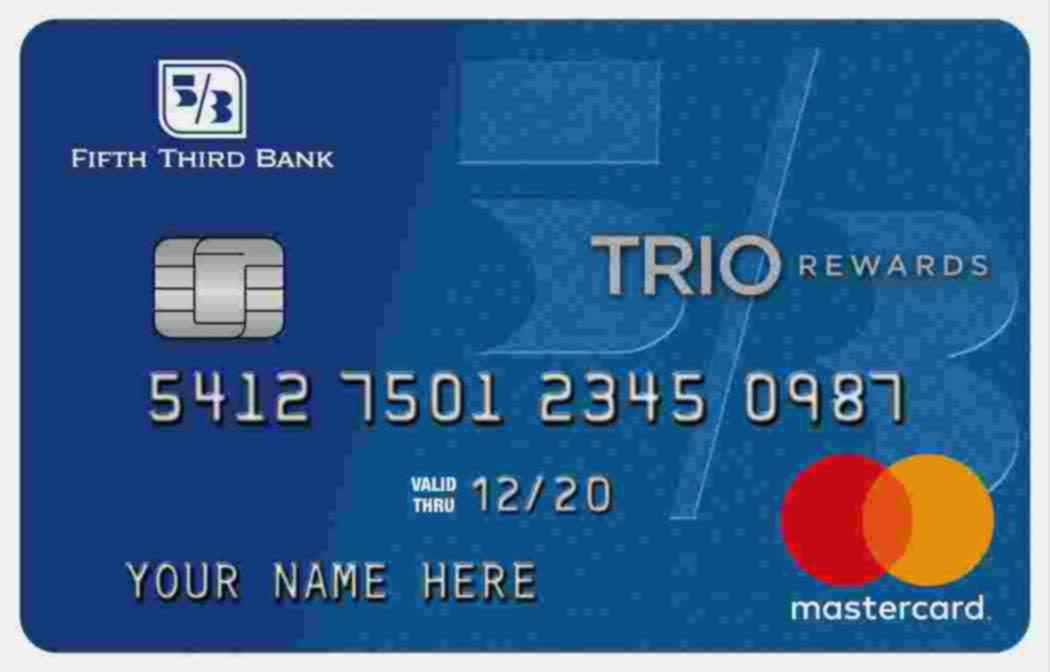 5/3
FIFTH THIRD BANK
TRIO REWARDS
5412 7501 2345 0987
VALID THRU 12/20
YOUR NAME HERE
mastercard.